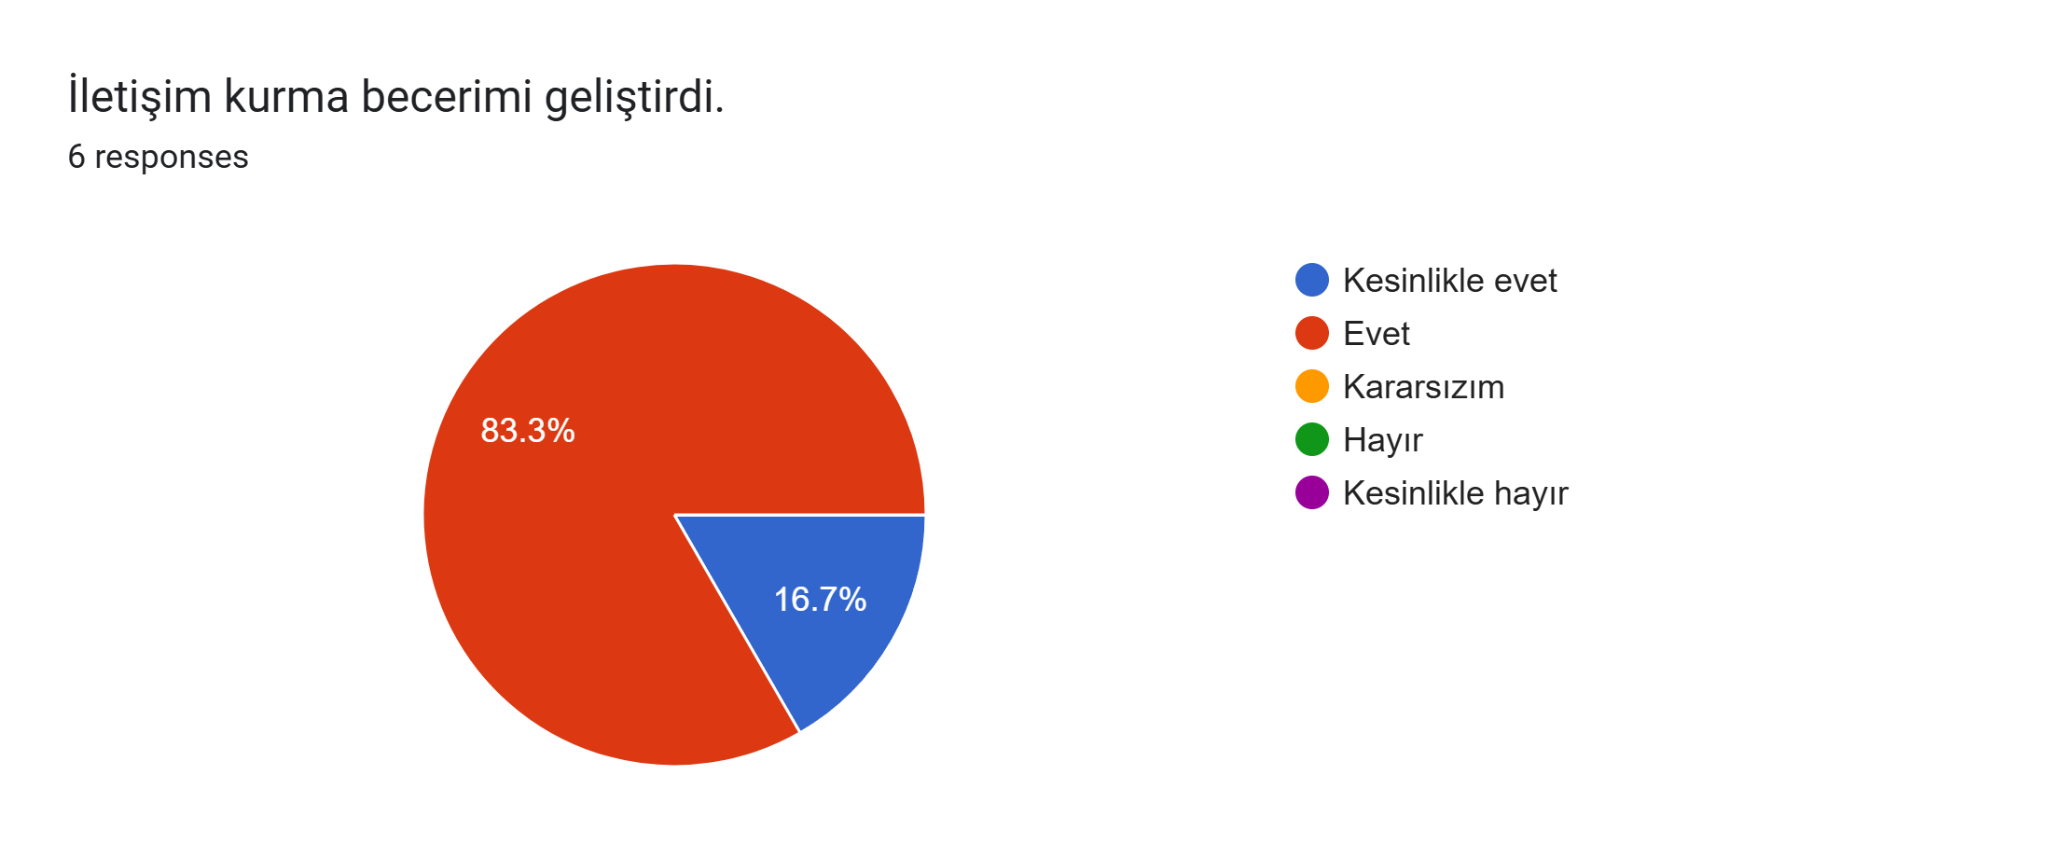 İletişim kurma becerimi geliştirdi.
6 responses
83.3%
16.7%
Kesinlikle evet
Evet
Kararsızım
Hayır
Kesinlikle hayır